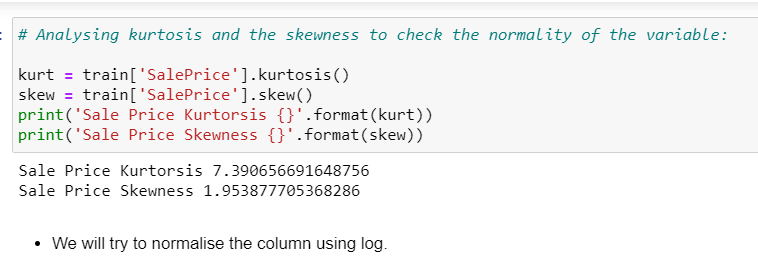 # Analysing kurtosis and the skewness to check the normality of the variable:
kurt = train['SalePrice'].kurtosis()
skew = train['SalePrice'].skew()
print('Sale Price Kurtorsis {}'.format(kurt))
print('Sale Price Skewness {}'.format(skew))
Sale Price Kurtorsis 7.390656691648756
Sale Price Skewness 1.953877705368286
• We will try to normalise the column using log.